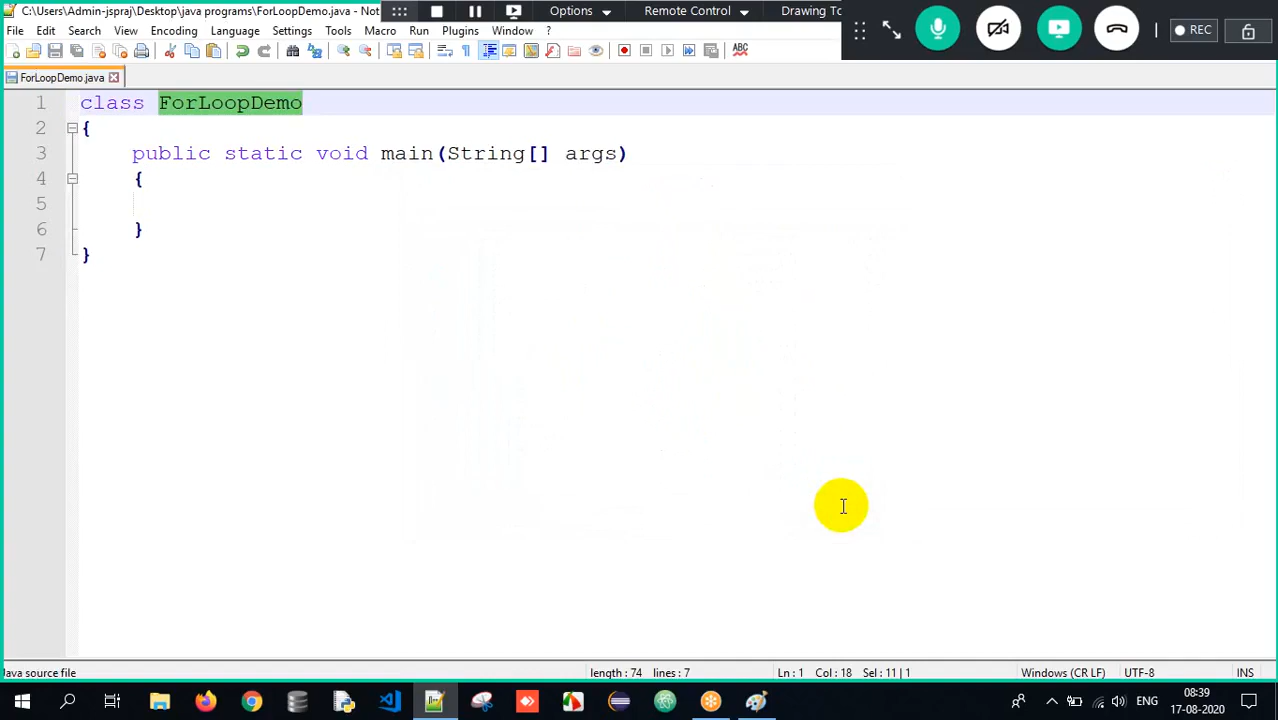 C:\Users\Admin-jspraj\Desktop\java programs\ForLoopDemo.java - Not
Options
Remote Control
Drawing To
REC
File Edit Search View Encoding Language Settings Tools Macro Run Plugins Window ?
ForLoopDemo.java
1 class ForLoopDemo
2 {
3 public static void main(String[] args)
4 {
5
6 }
7 }
Java source file
length : 74 lines : 7
Ln : 1 Col : 18 Sel : 11 | 1
Windows (CR LF)
UTF-8
INS
ENG
08:39
17-08-2020